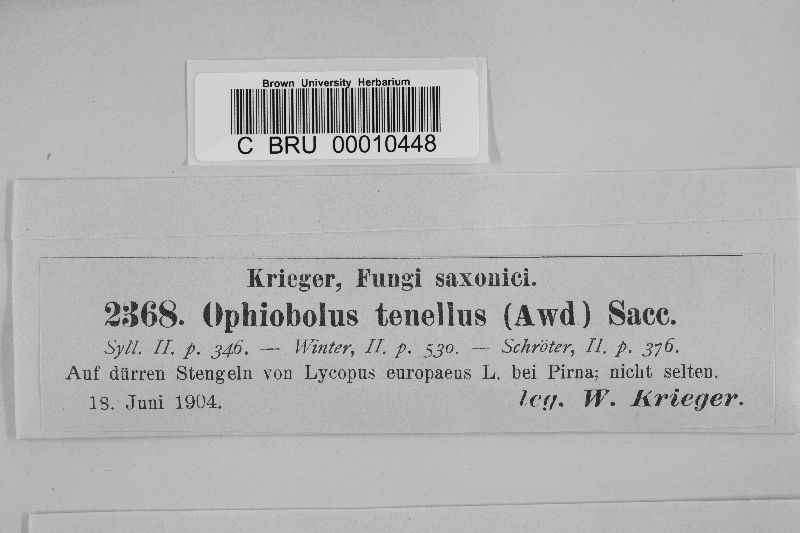 Brown University Herbarium
C BRU 00010448
Krieger, Fungi saxonici.
2368. Ophiobolus tenellus (Awd) Sacc.
Syll. II. p. 346. — Winter, II. p. 530. — Schröter, II. p. 376.
Auf dürren Stengeln von Lycopus europaeus L. bei Pirna; nicht selten.
18. Juni 1904. leg. W. Krieger.